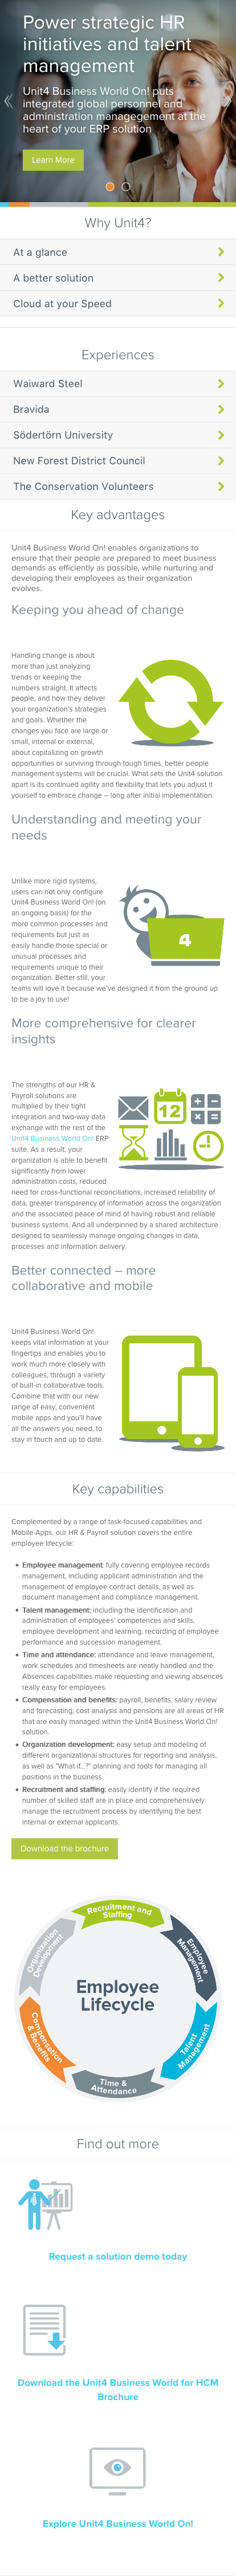 Power strategic HR
initiatives and talent
management
Unit4 Business World On! puts
integrated global personnel and
administration managegement at the
heart of your ERP solution
Learn More
Why Unit4?
At a glance
A better solution
Cloud at your Speed
Experiences
Waiward Steel
Bravida
Södertörn University
New Forest District Council
The Conservation Volunteers
Key advantages
Unit4 Business World On! enables organizations to
ensure that their people are prepared to meet business
demands as efficiently as possible, while nurturing and
developing their employees as their organization
evolves.
Keeping you ahead of change
Handling change is about
more than just analyzing
trends or keeping the
numbers straight. It affects
people, and how they deliver
your organization's strategies
and goals. Whether the
changes you face are large or
small, internal or external,
about capitalizing on growth
opportunities or surviving through tough times, better people
management systems will be crucial. What sets the Unit4 solution
apart is its continued agility and flexibility that lets you adjust it
yourself to embrace change – long after initial implementation.
Understanding and meeting your
needs
Unlike more rigid systems,
users can not only configure
Unit4 Business World On! (on
an ongoing basis) for the
more common processes and
requirements but just as
easily handle those special or
unusual processes and
requirements unique to their
organization. Better still, your
teams will love it because we've designed it from the ground up
to be a joy to use!
4
More comprehensive for clearer
insights
The strengths of our HR &
Payroll solutions are
multiplied by their tight
integration and two-way data
exchange with the rest of the
Unit4 Business World On! ERP
suite. As a result, your
organization is able to benefit
significantly from lower
administration costs, reduced
need for cross-functional reconciliations, increased reliability of
data, greater transparency of information across the organization
and the associated peace of mind of having robust and reliable
business systems. And all underpinned by a shared architecture
designed to seamlessly manage ongoing changes in data,
processes and information delivery.
12
Better connected – more
collaborative and mobile
Unit4 Business World On!
keeps vital information at your
fingertips and enables you to
work much more closely with
colleagues, through a variety
of built-in collaborative tools.
Combine that with our new
range of easy, convenient
mobile apps and you'll have
all the answers you need, to
stay in touch and up to date.
Key capabilities
Complemented by a range of task-focused capabilities and
Mobile Apps, our HR & Payroll solution covers the entire
employee lifecycle:
• Employee management: fully covering employee records
management, including applicant administration and the
management of employee contract details, as well as
document management and compliance management.
• Talent management: including the identification and
administration of employees' competences and skills,
employee development and learning, recording of employee
performance and succession management.
• Time and attendance: attendance and leave management,
work schedules and timesheets are neatly handled and the
Absences capabilities make requesting and viewing absences
really easy for employees.
• Compensation and benefits: payroll, benefits, salary review
and forecasting, cost analysis and pensions are all areas of HR
that are easily managed within the Unit4 Business World On!
solution.
• Organization development: easy setup and modeling of
different organizational structures for reporting and analysis,
as well as "What if...?" planning and tools for managing all
positions in the business.
• Recruitment and staffing: easily identify if the required
number of skilled staff are in place and comprehensively
manage the recruitment process by identifying the best
internal or external applicants.
Download the brochure
Recruitment and
Staffing
Employee
Management
Talent
Management
Time &
Attendance
Compensation
& Benefits
Organization
Development
Employee
Lifecycle
Find out more
Request a solution demo today
Download the Unit4 Business World for HCM
Brochure
Explore Unit4 Business World On!